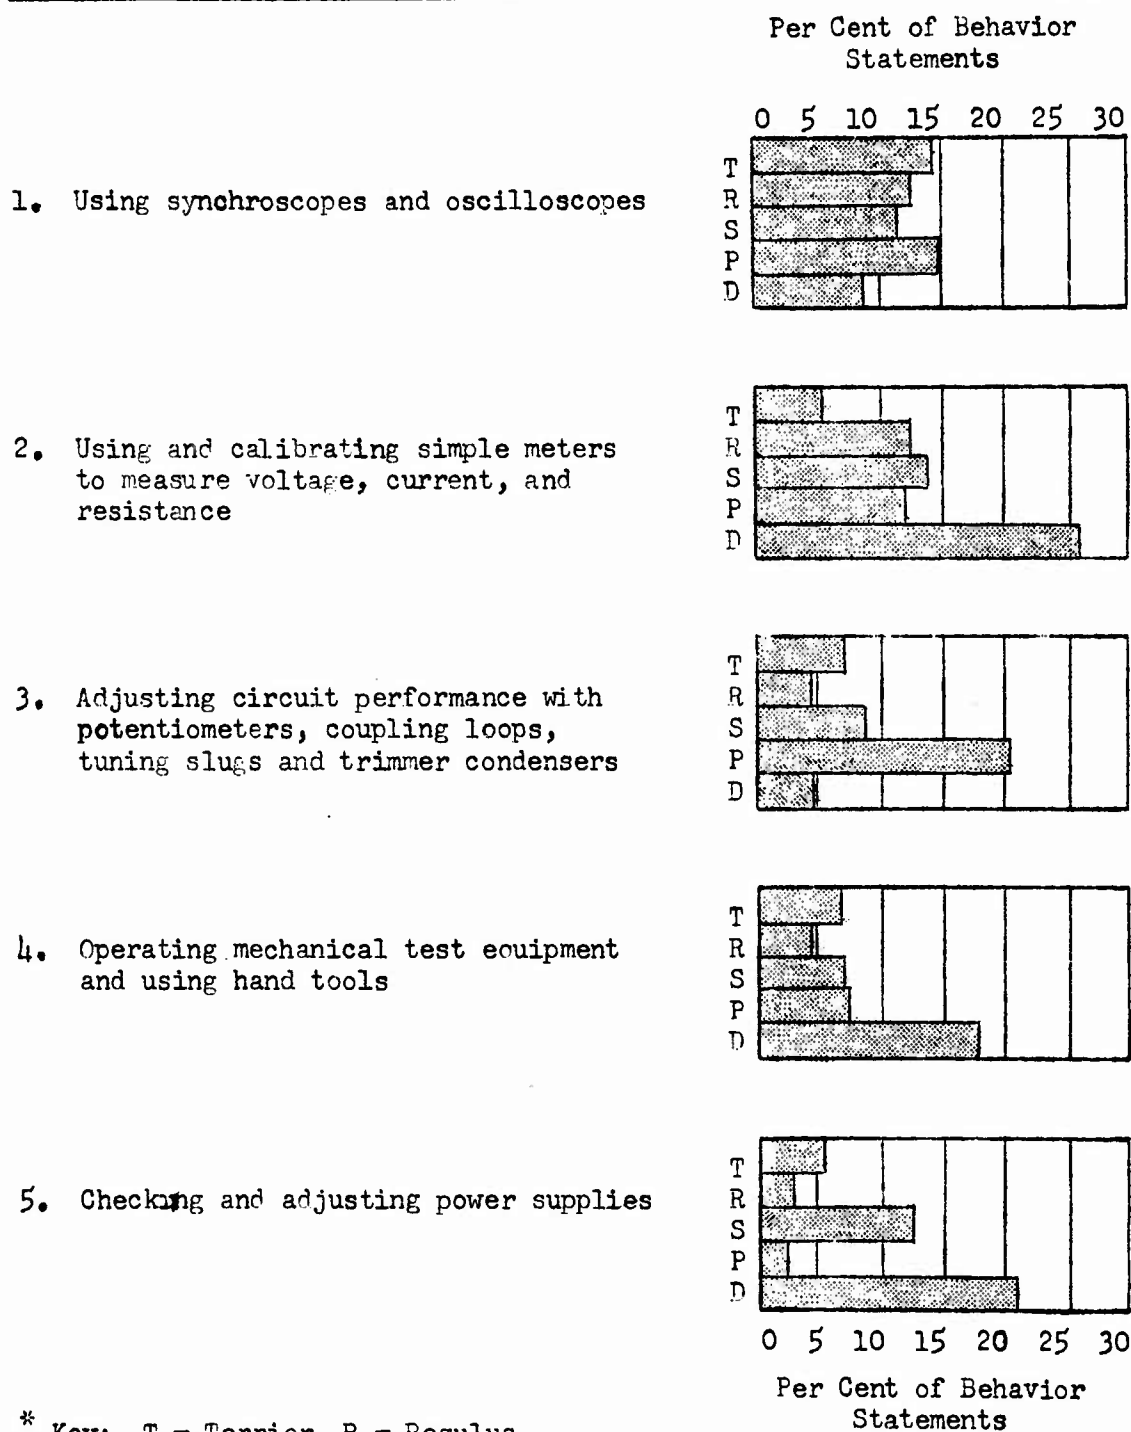 Per Cent of Behavior
Statements
0 5 10 15 20 25 30
1. Using synchroscopes and oscilloscopes
T
R
S
P
D
2. Using and calibrating simple meters
to measure voltage, current, and
resistance
T
R
S
P
D
3. Adjusting circuit performance with
potentiometers, coupling loops,
tuning slugs and trimmer condensers
T
R
S
P
D
4. Operating mechanical test equipment
and using hand tools
T
R
S
P
D
5. Checking and adjusting power supplies
T
R
S
P
D
0 5 10 15 20 25 30
Per Cent of Behavior
Statements
* Key: T = Terrier, R = Regulus